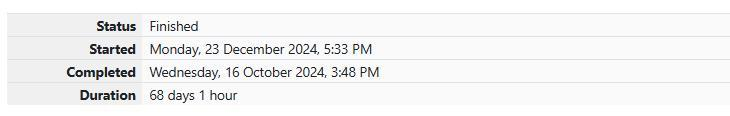 Status Finished
Started Monday, 23 December 2024, 5:33 PM
Completed Wednesday, 16 October 2024, 3:48 PM
Duration 68 days 1 hour